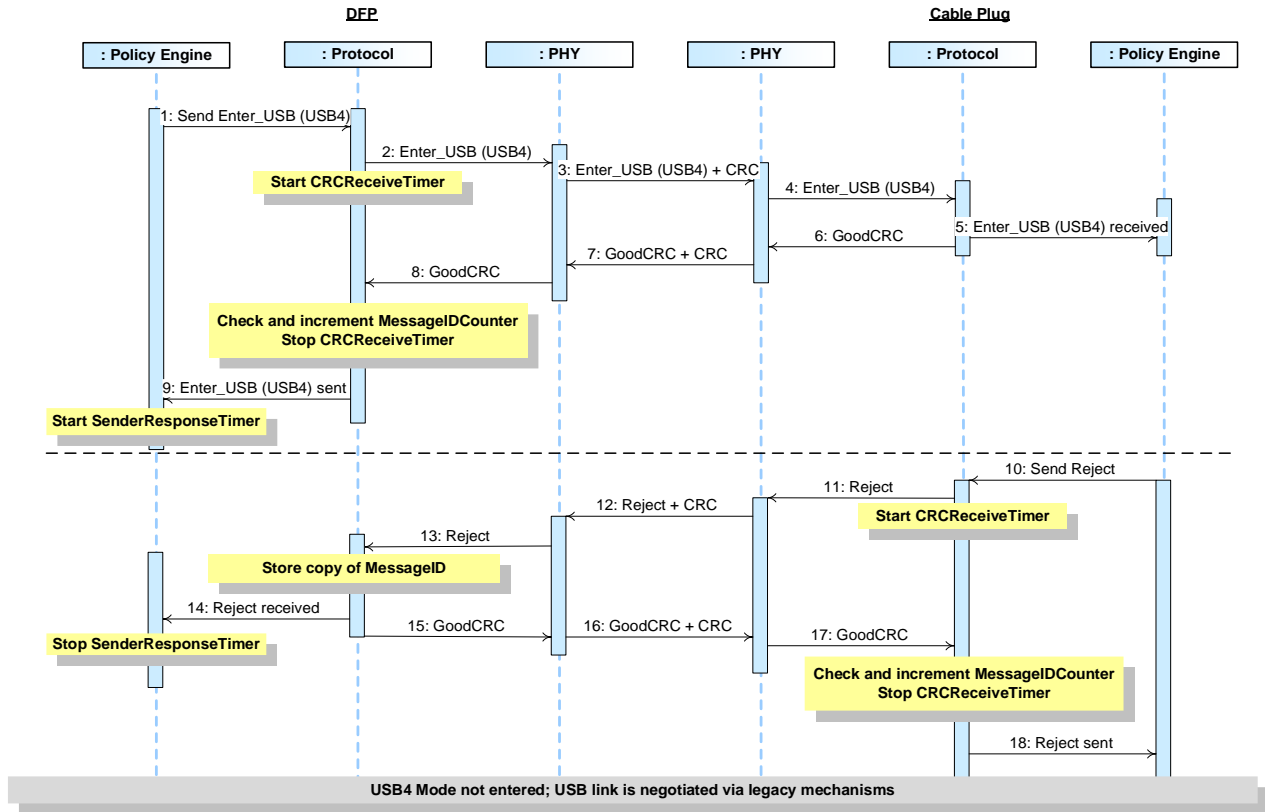 DFP
Cable Plug
: Policy Engine
: Protocol
: PHY
: PHY
: Protocol
: Policy Engine
1: Send Enter_USB (USB4)
2: Enter_USB (USB4)
Start CRCReceiveTimer
3: Enter_USB (USB4) + CRC
4: Enter_USB (USB4)
5: Enter_USB (USB4) received
6: GoodCRC
7: GoodCRC + CRC
8: GoodCRC
Check and increment MessageIDCounter
Stop CRCReceiveTimer
9: Enter_USB (USB4) sent
Start SenderResponseTimer
10: Send Reject
11: Reject
Start CRCReceiveTimer
12: Reject + CRC
13: Reject
Store copy of MessageID
14: Reject received
Stop SenderResponseTimer
15: GoodCRC
16: GoodCRC + CRC
17: GoodCRC
Check and increment MessageIDCounter
Stop CRCReceiveTimer
18: Reject sent
USB4 Mode not entered; USB link is negotiated via legacy mechanisms